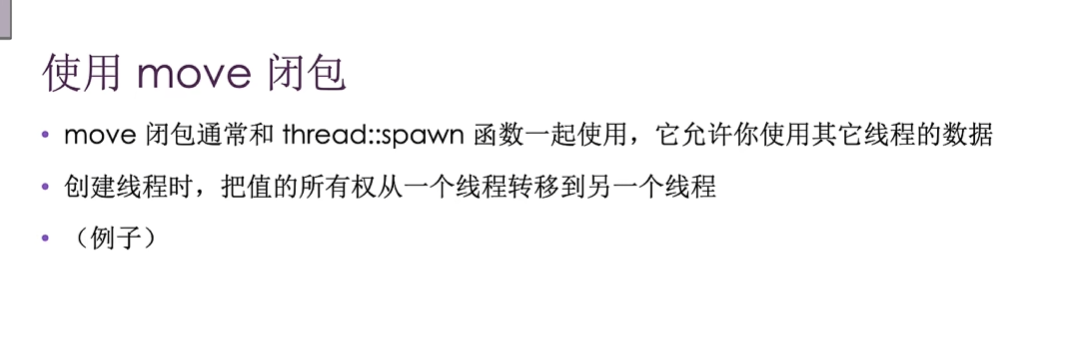 使用 move 闭包
• move 闭包通常和 thread::spawn 函数一起使用，它允许你使用其它线程的数据
• 创建线程时，把值的所有权从一个线程转移到另一个线程
• （例子）